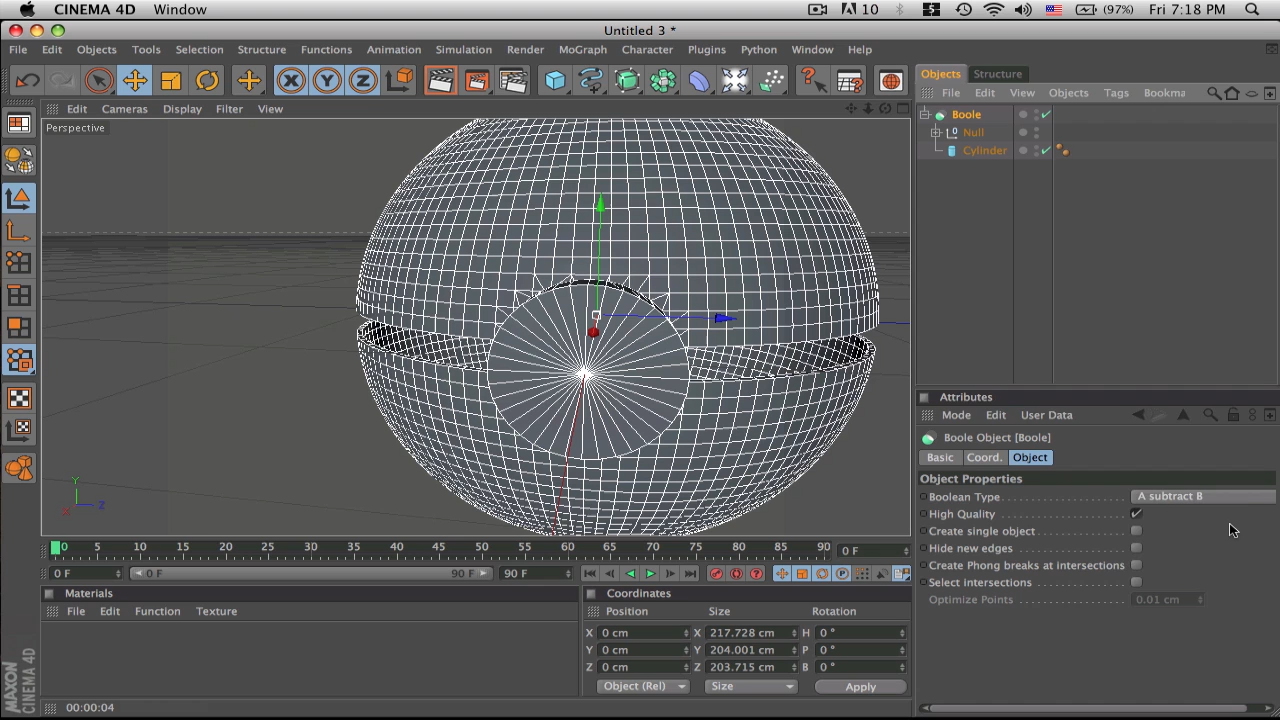 CINEMA 4D Window
10 (97%) Fri 7:18 PM
Untitled 3 *
File Edit Objects Tools Selection Render Functions Animation Structure Simulation Render MoGraph Character Plugins Python Window Help
Objects Structure
File Edit View Objects Tags Bookma
Edit Cameras Display Filter View
Perspective
Boole
Null
Cylinder
Y
Z
X
Attributes
Mode Edit User Data
Boole Object [Boole]
Basic Coord. Object
Object Properties
Boolean Type A subtract B
High Quality
Create single object
Hide new edges
Create Phong breaks at intersections
Select intersections
Optimize Points 0.01 cm
0 5 10 15 20 25 30 35 40 45 50 55 60 65 70 75 80 85 90 0 F
0 F 0 F 90 F 90 F
Materials
File Edit Function Texture
Coordinates
Position Size Rotation
X 0 cm X 217.728 cm H 0 °
Y 0 cm Y 204.001 cm P 0 °
Z 0 cm Z 203.715 cm B 0 °
Object (Rel) Size Apply
MAXON CINEMA 4D
00:00:04